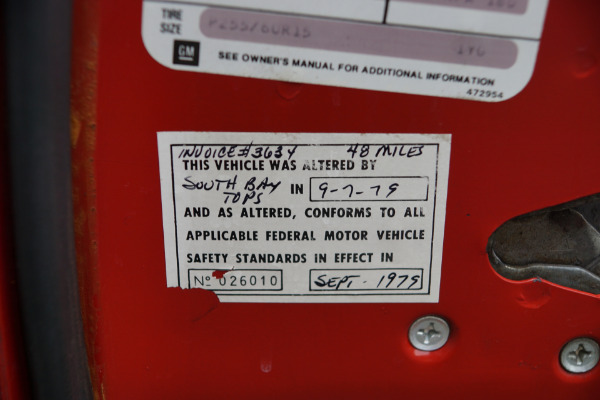 TIRE
SIZE P255/60R15
GM
SEE OWNER'S MANUAL FOR ADDITIONAL INFORMATION
472954
INVOICE# 3634 48 MILES
THIS VEHICLE WAS ALTERED BY
SOUTH BAY TOPS IN 9-7-79
AND AS ALTERED, CONFORMS TO ALL
APPLICABLE FEDERAL MOTOR VEHICLE
SAFETY STANDARDS IN EFFECT IN
No 026010 SEPT. 1979